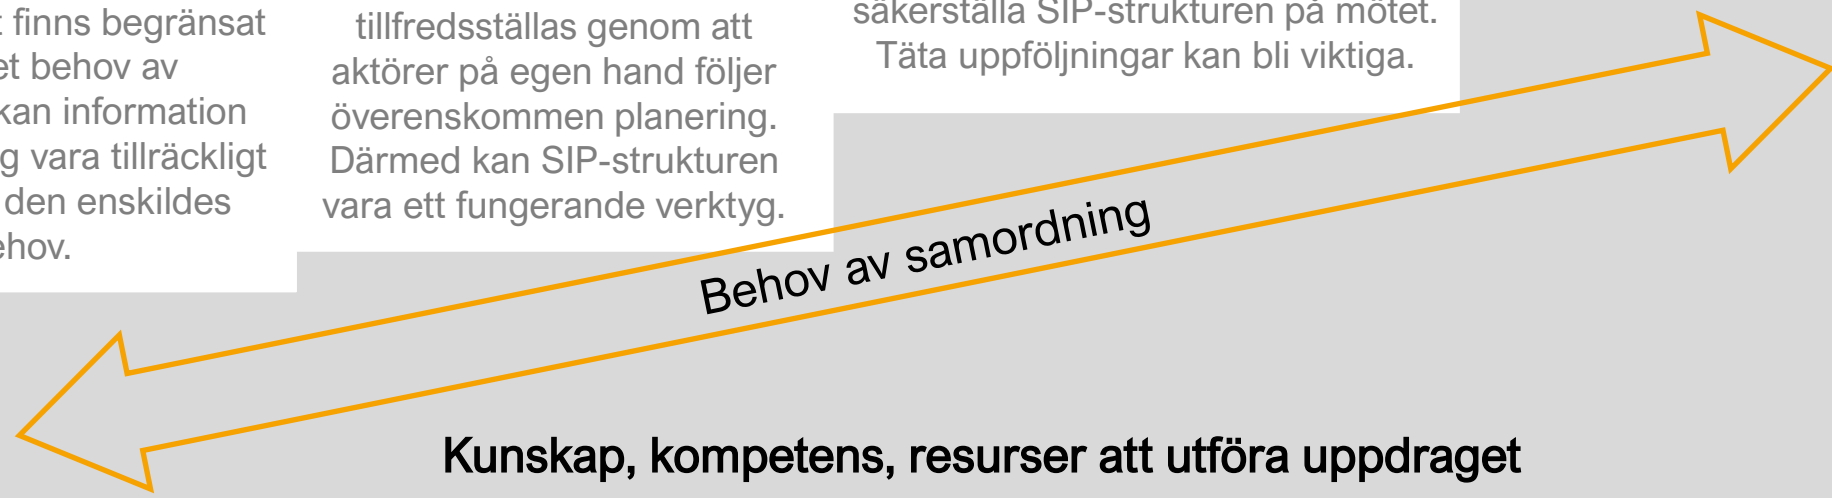 finns begränsat
et behov av
kan information
g vara tillräckligt
den enskildes
ehov.
tillfredsställas genom att
aktörer på egen hand följer
överenskommen planering.
Därmed kan SIP-strukturen
vara ett fungerande verktyg.
säkerställa SIP-strukturen på mötet.
Täta uppföljningar kan bli viktiga.
Behov av samordning
Kunskap, kompetens, resurser att utföra uppdraget